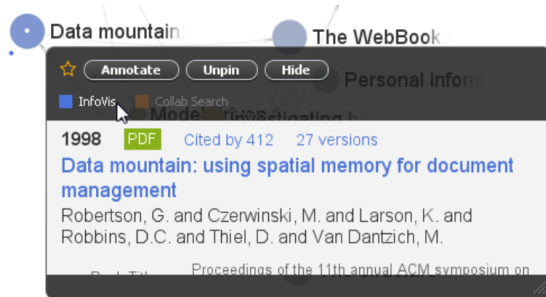 Data mountain:
The WebBook
Annotate Unpin Hide
Personal inform
InfoVis Collab Search
1998 PDF Cited by 412 27 versions
Data mountain: using spatial memory for document
management
Robertson, G. and Czerwinski, M. and Larson, K. and
Robbins, D.C. and Thiel, D. and Van Dantzich, M.
Proceedings of the 11th annual ACM symposium on